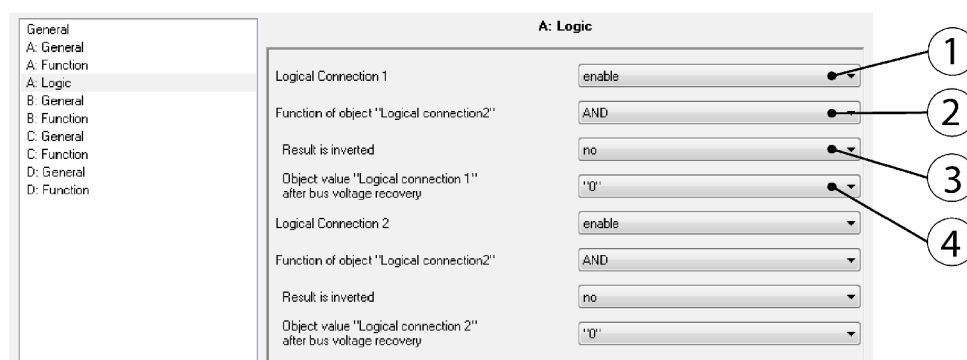 General
A: General
A: Function
A: Logic
B: General
B: Function
C: General
C: Function
D: General
D: Function
A: Logic
Logical Connection 1 enable
Function of object "Logical connection2" AND
Result is inverted no
Object value "Logical connection 1"
after bus voltage recovery "0"
Logical Connection 2 enable
Function of object "Logical connection2" AND
Result is inverted no
Object value "Logical connection 2"
after bus voltage recovery "0"
1
2
3
4